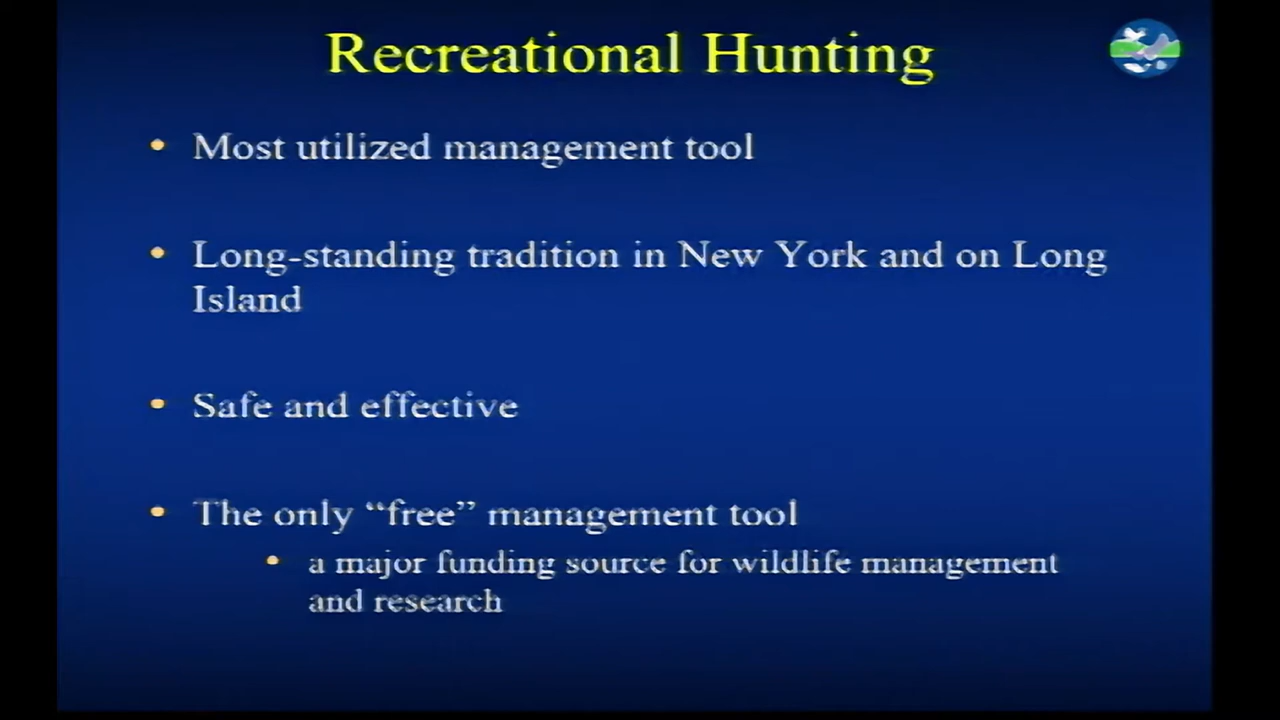 Recreational Hunting
• Most utilized management tool
• Long-standing tradition in New York and on Long
Island
• Safe and effective
• The only “free” management tool
• a major funding source for wildlife management
and research